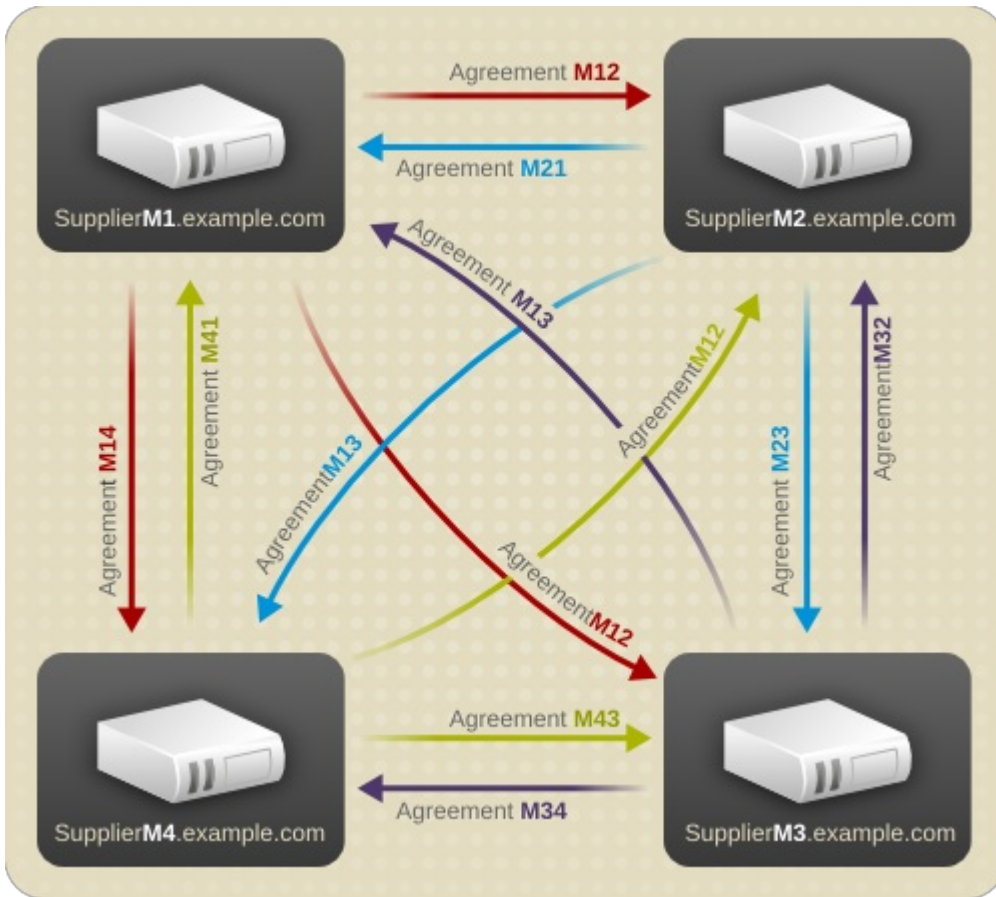 Agreement M12
Agreement M21
SupplierM1.example.com
SupplierM2.example.com
Agreement M13
AgreementM12
Agreement M41
AgreementM32
Agreement M14
AgreementM13
Agreement M23
AgreementM12
Agreement M43
Agreement M34
SupplierM4.example.com
SupplierM3.example.com